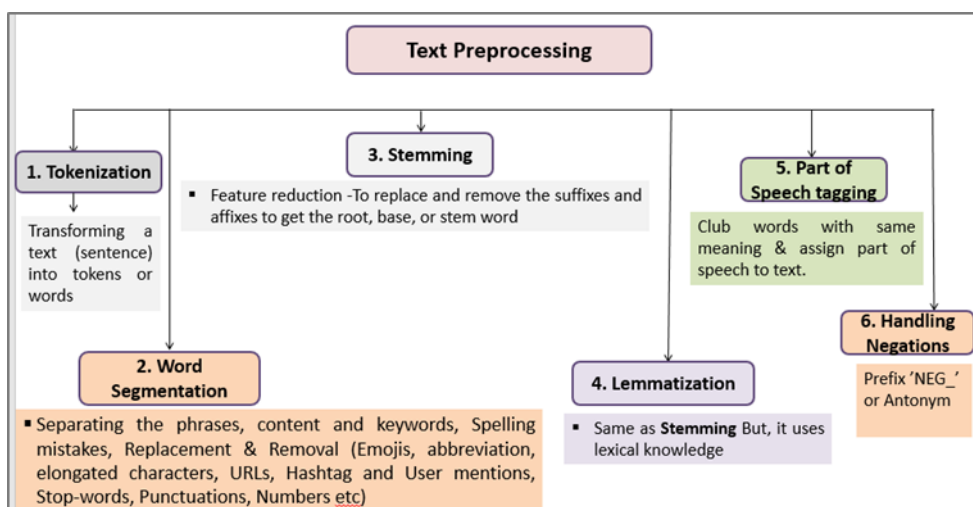 Text Preprocessing
1. Tokenization
Transforming a
text (sentence)
into tokens or
words
2. Word
Segmentation
▪ Separating the phrases, content and keywords, Spelling
mistakes, Replacement & Removal (Emojis, abbreviation,
elongated characters, URLs, Hashtag and User mentions,
Stop-words, Punctuations, Numbers etc)
3. Stemming
▪ Feature reduction -To replace and remove the suffixes and
affixes to get the root, base, or stem word
4. Lemmatization
▪ Same as Stemming But, it uses
lexical knowledge
5. Part of
Speech tagging
Club words with same
meaning & assign part of
speech to text.
6. Handling
Negations
Prefix ’NEG_’
or Antonym